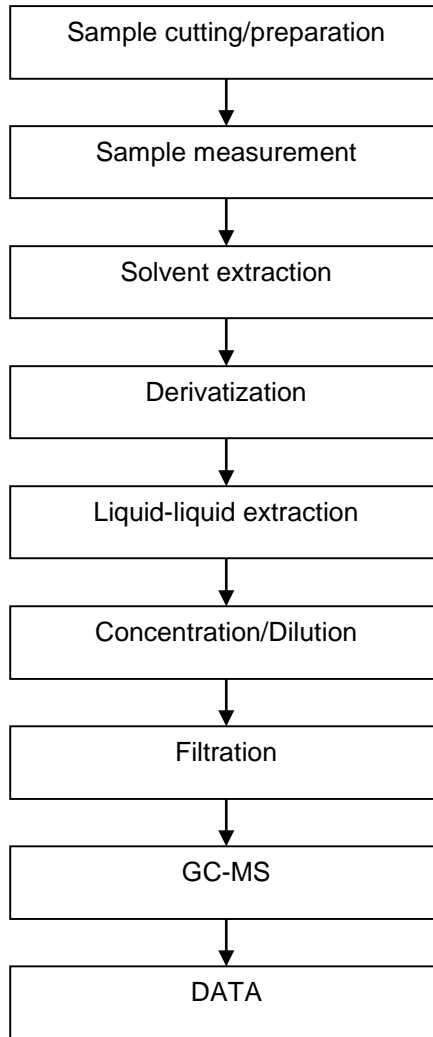 Sample cutting/preparation
Sample measurement
Solvent extraction
Derivatization
Liquid-liquid extraction
Concentration/Dilution
Filtration
GC-MS
DATA